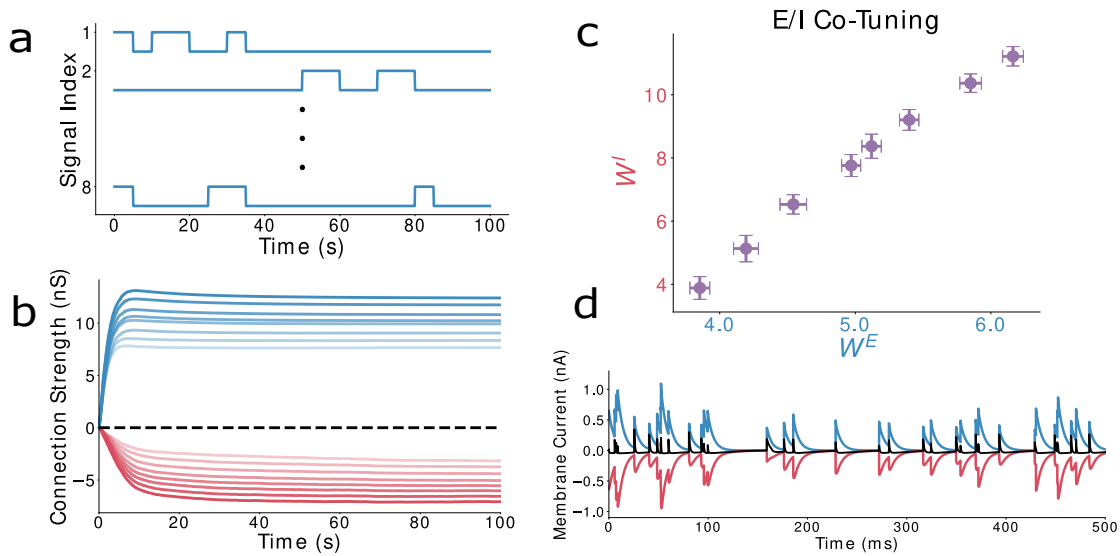 a
Signal Index
1
2
8
0 20 40 60 80 100
Time (s)
b
Connection Strength (nS)
10
5
0
−5
0 20 40 60 80 100
Time (s)
c
E/I Co-Tuning
W^I
10
8
6
4
4.0 5.0 6.0
W^E
d
Membrane Current (nA)
1.0
0.5
0.0
−0.5
−1.0
0 100 200 300 400 500
Time (ms)